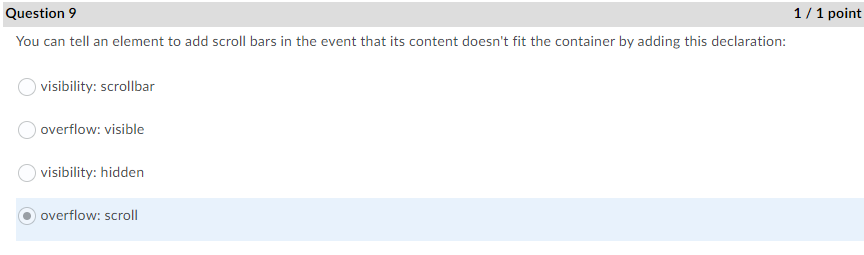 Question 9 1 / 1 point
You can tell an element to add scroll bars in the event that its content doesn't fit the container by adding this declaration:
visibility: scrollbar
overflow: visible
visibility: hidden
overflow: scroll